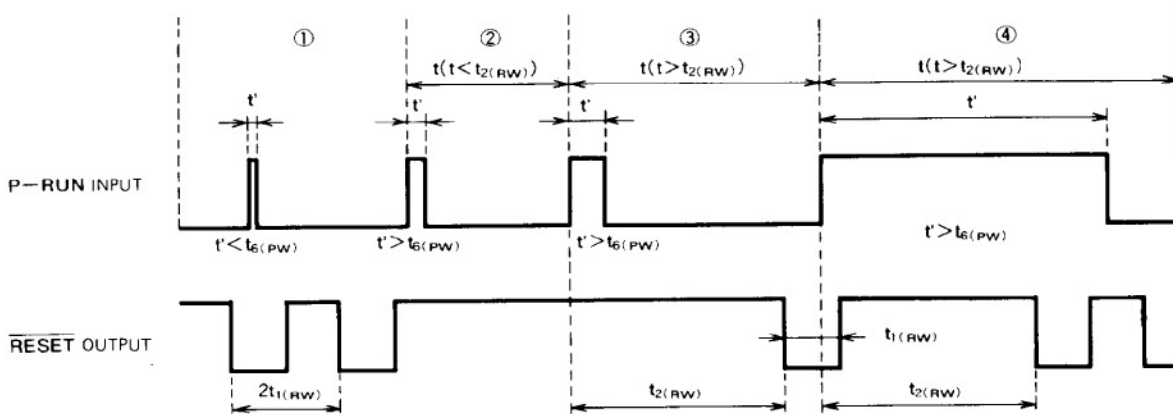 ① ② ③ ④
t(t<t2(RW)) t(t>t2(RW)) t(t>t2(RW))
t' t' t' t'
P-RUN INPUT
t'<t6(PW) t'>t6(PW) t'>t6(PW) t'>t6(PW)
RESET OUTPUT
t1(RW)
2t1(RW) t2(RW) t2(RW)